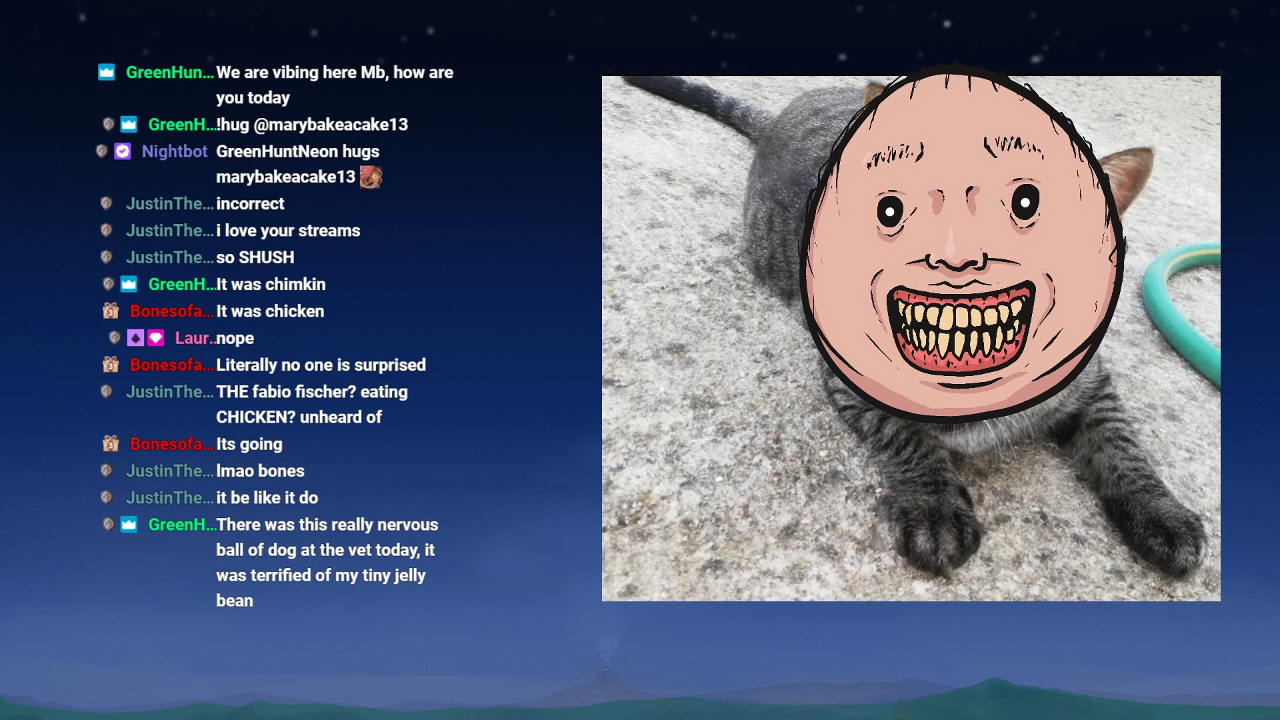 GreenHun... We are vibing here Mb, how are
you today
GreenH... !hug @marybakeacake13
Nightbot GreenHuntNeon hugs
marybakeacake13
JustinThe... incorrect
JustinThe... i love your streams
JustinThe... so SHUSH
GreenH... It was chimkin
Bonesofa... It was chicken
Laur... nope
Bonesofa... Literally no one is surprised
JustinThe... THE fabio fischer? eating
CHICKEN? unheard of
Bonesofa... Its going
JustinThe... lmao bones
JustinThe... it be like it do
GreenH... There was this really nervous
ball of dog at the vet today, it
was terrified of my tiny jelly
bean